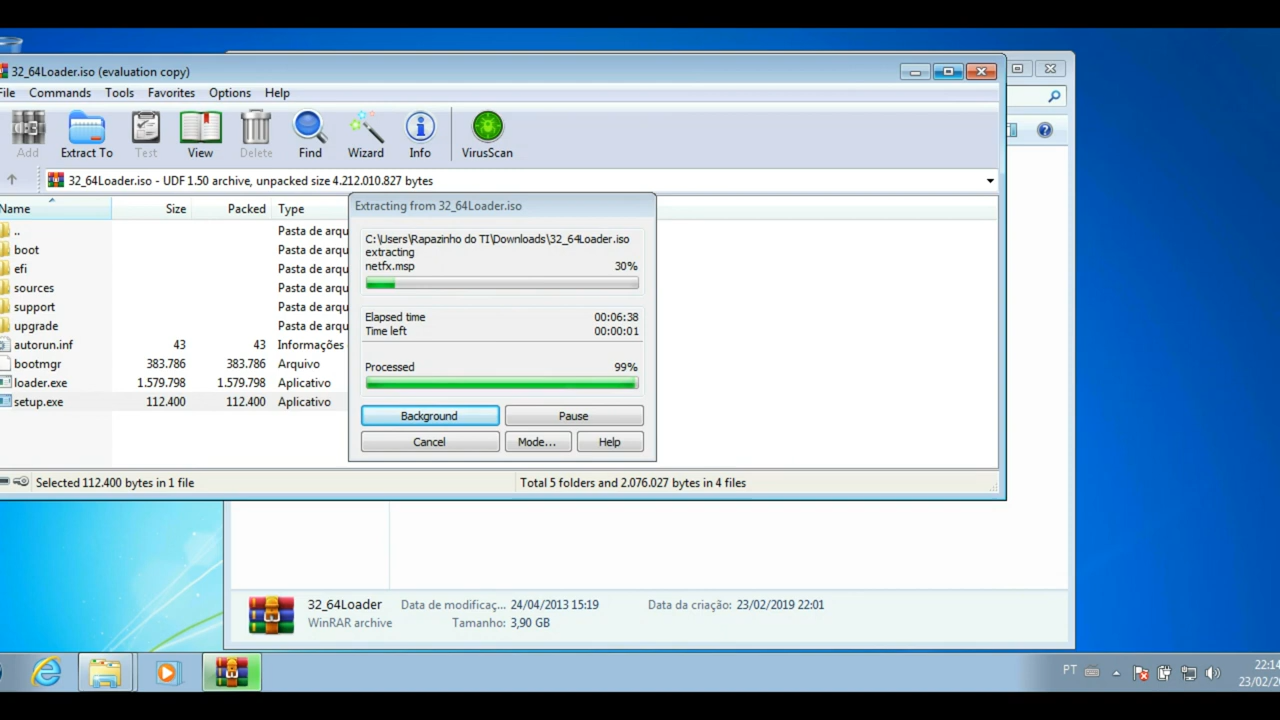 32_64Loader.iso (evaluation copy)
File Commands Tools Favorites Options Help
Add Extract To Test View Delete Find Wizard Info VirusScan
32_64Loader.iso - UDF 1.50 archive, unpacked size 4.212.010.827 bytes
Name Size Packed Type
.. Pasta de arqu
boot Pasta de arqu
efi Pasta de arqu
sources Pasta de arqu
support Pasta de arqu
upgrade Pasta de arqu
autorun.inf 43 43 Informações
bootmgr 383.786 383.786 Arquivo
loader.exe 1.579.798 1.579.798 Aplicativo
setup.exe 112.400 112.400 Aplicativo
Extracting from 32_64Loader.iso
C:\Users\Rapazinho do TI\Downloads\32_64Loader.iso
extracting
netfx.msp 30%
Elapsed time 00:06:38
Time left 00:00:01
Processed 99%
Background Pause
Cancel Mode... Help
Selected 112.400 bytes in 1 file Total 5 folders and 2.076.027 bytes in 4 files
32_64Loader Data de modificaç... 24/04/2013 15:19 Data da criação: 23/02/2019 22:01
WinRAR archive Tamanho: 3,90 GB
PT 22:14
23/02/2